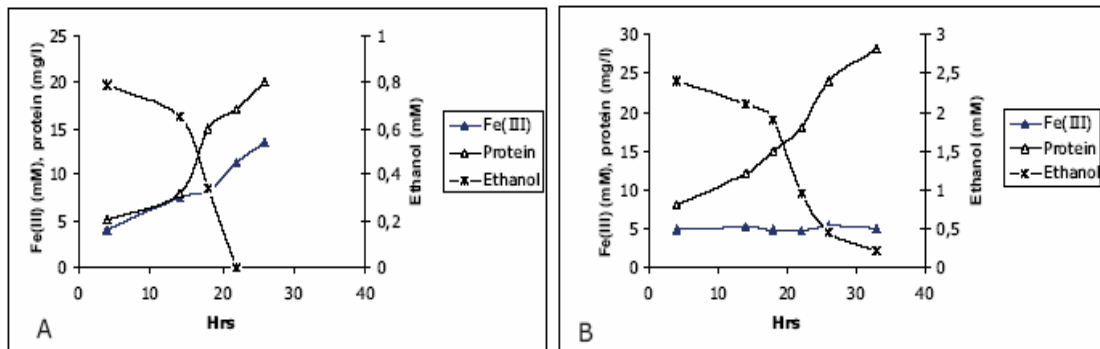 25
20
15
10
5
0
Fe(III) (mM), protein (mg/l)
1
0,8
0,6
0,4
0,2
0
Ethanol (mM)
0 10 20 30 40
Hrs
A
Fe(III)
Protein
Ethanol
30
25
20
15
10
5
0
Fe(III) (mM), protein (mg/l)
3
2,5
2
1,5
1
0,5
0
Ethanol (mM)
0 10 20 30 40
Hrs
B
Fe(III)
Protein
Ethanol